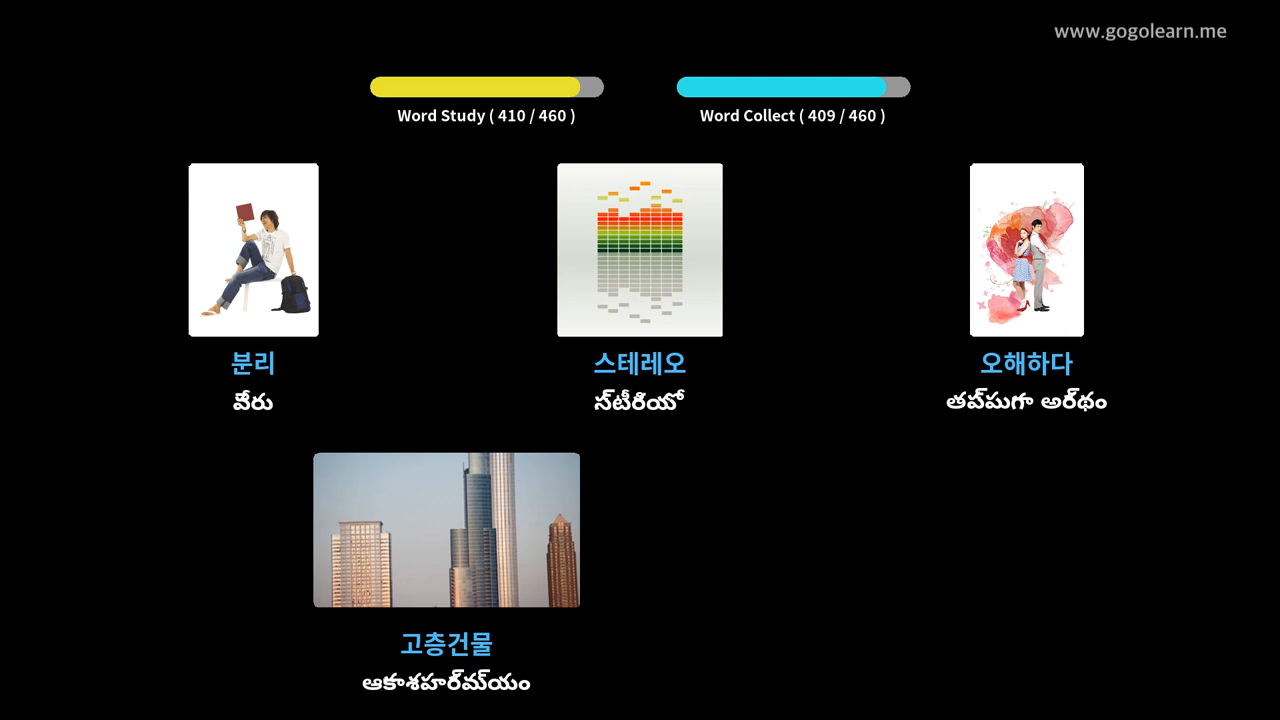 www.gogolearn.me
Word Study ( 410 / 460 )
Word Collect ( 409 / 460 )
분리
వేరు
스테레오
స్‌టీరియో
오해하다
తప్‌పుగా అర్‌థం
고층건물
ఆకాశహర్‌మ్‌యం